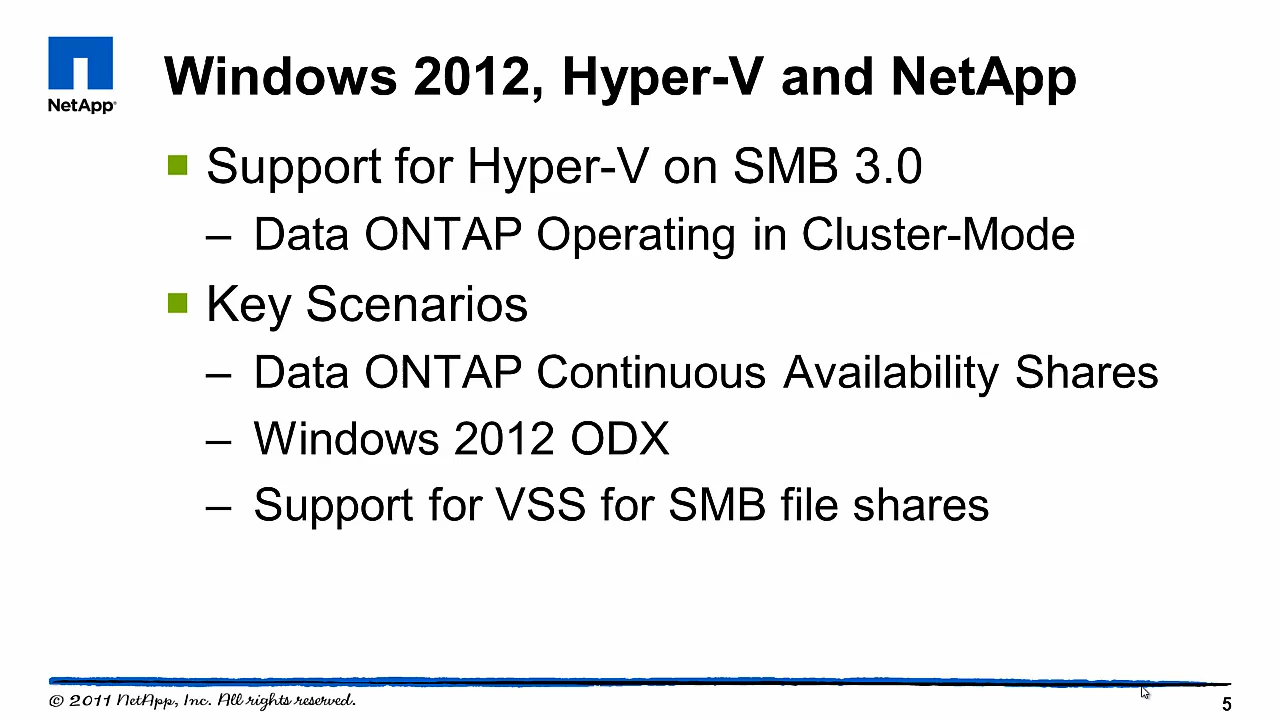 Windows 2012, Hyper-V and NetApp
NetApp®
■ Support for Hyper-V on SMB 3.0
– Data ONTAP Operating in Cluster-Mode
■ Key Scenarios
– Data ONTAP Continuous Availability Shares
– Windows 2012 ODX
– Support for VSS for SMB file shares
© 2011 NetApp, Inc. All rights reserved.
5